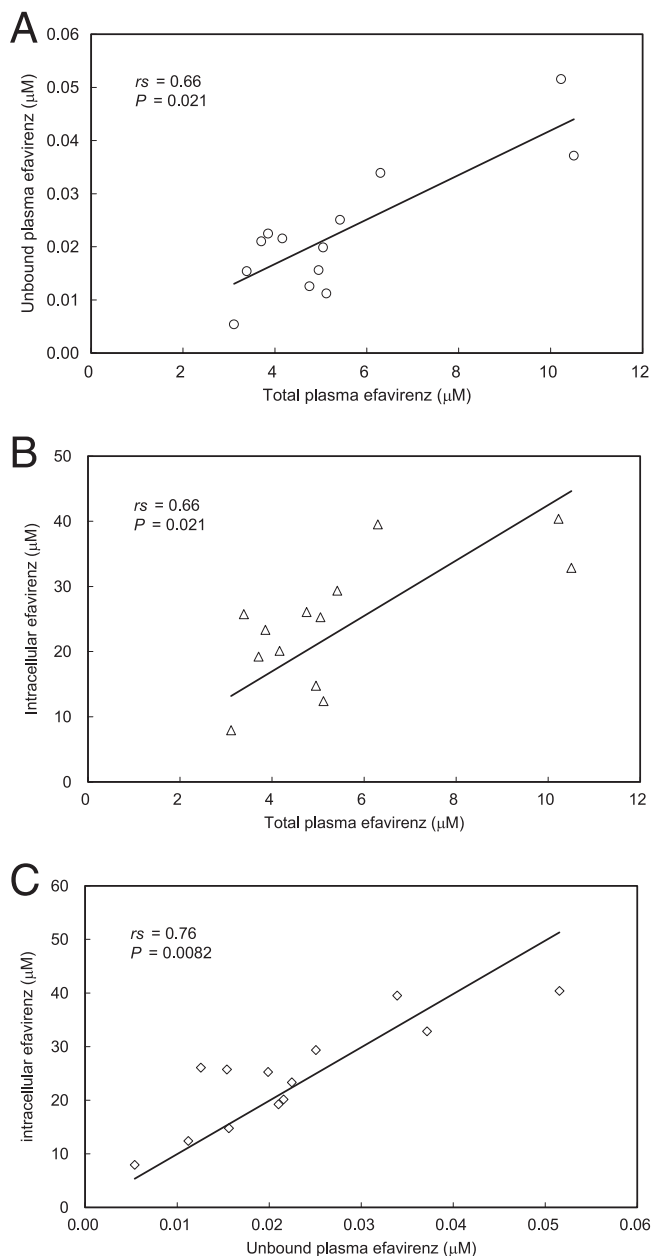 A
0.06
0.05
0.04
0.03
0.02
0.01
0.00
Unbound plasma efavirenz (μM)
rs = 0.66
P = 0.021
0 2 4 6 8 10 12
Total plasma efavirenz (μM)
B
50
40
30
20
10
0
Intracellular efavirenz (μM)
rs = 0.66
P = 0.021
0 2 4 6 8 10 12
Total plasma efavirenz (μM)
C
60
50
40
30
20
10
0
intracellular efavirenz (μM)
rs = 0.76
P = 0.0082
0.00 0.01 0.02 0.03 0.04 0.05 0.06
Unbound plasma efavirenz (μM)